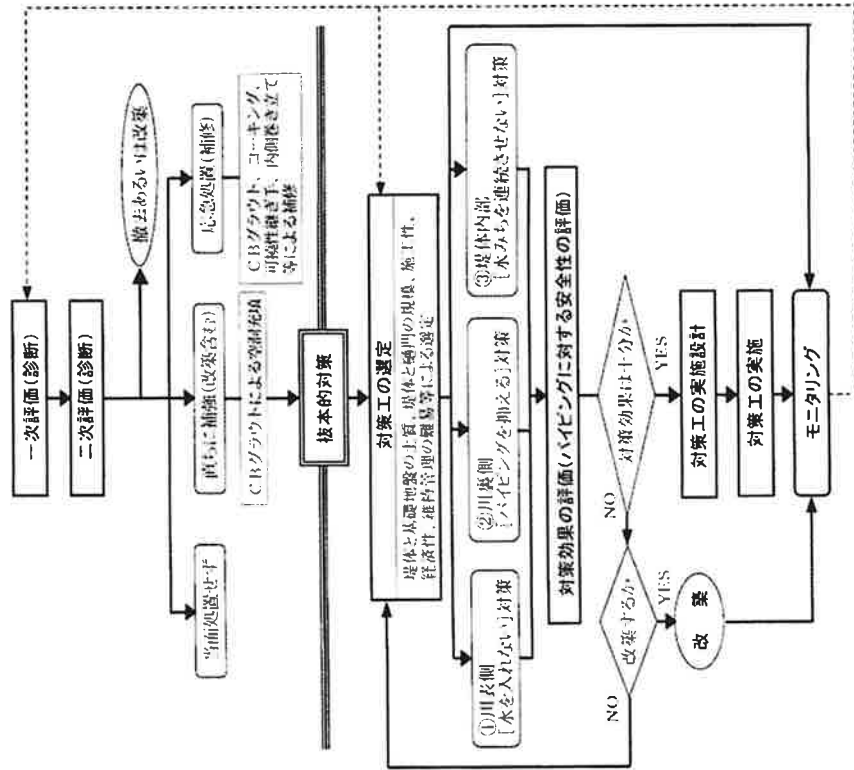 一次評価(診断)
二次評価(診断)
撤去あるいは改築
当面処置せず
直ちに補強(改築含む)
応急処置(補修)
CBグラウトによる空洞充填
CBグラウト、コーキング、
可撓性継ぎ手、内側巻き立て
等による補修
抜本的対策
対策工の選定
堤体と基礎地盤の土質、堤体と樋門の規模、施工性、
経済性、維持管理の難易等による選定
①川表側
[水を入れない]対策
②川裏側
[パイピングを抑える]対策
③堤体内部
[水みちを連続させない]対策
対策効果の評価(パイピングに対する安全性の評価)
対策効果は十分か
NO
YES
改築するか
NO
YES
改築
対策工の実施設計
対策工の実施
モニタリング